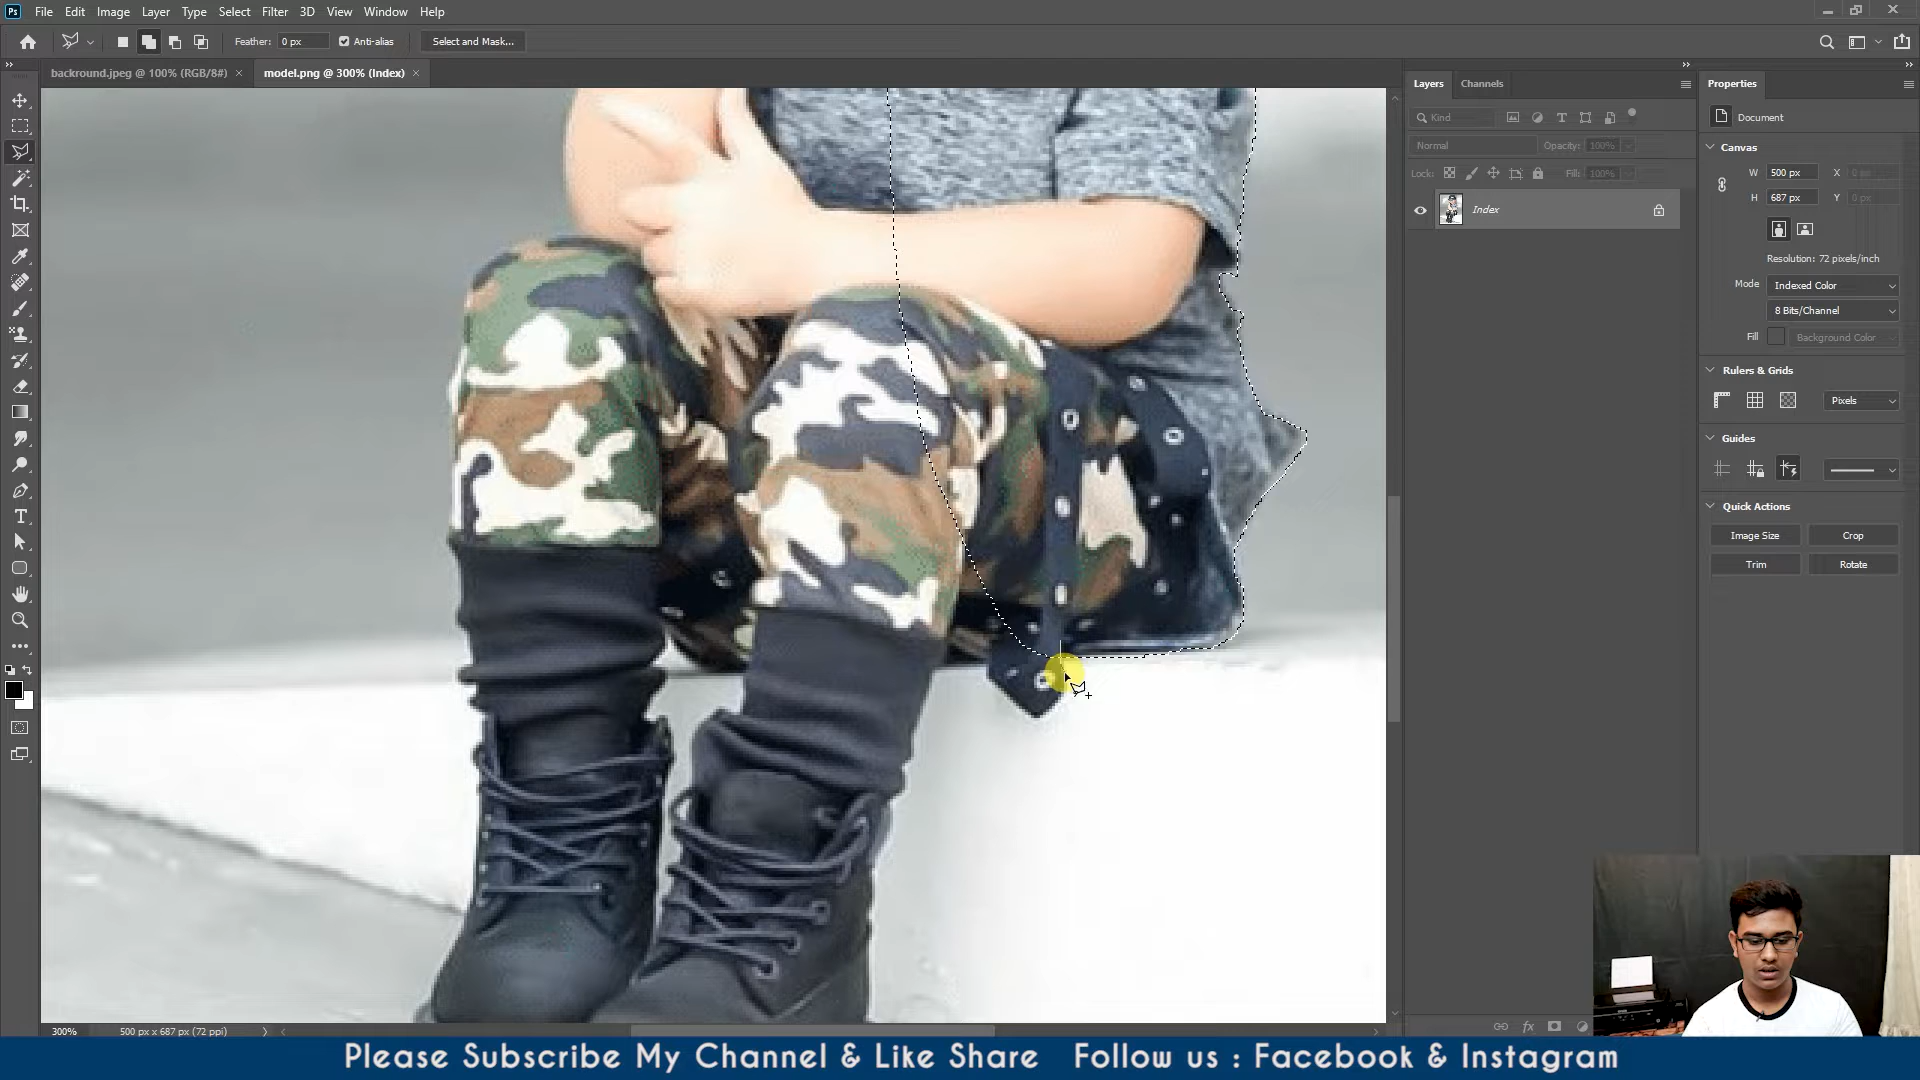 Ps File Edit Image Layer Type Select Filter 3D View Window Help
Feather: 0 px Anti-alias Select and Mask...
backround.jpeg @ 100% (RGB/8#) × model.png @ 300% (Index) ×
Layers Channels
Kind
Normal Opacity: 100%
Lock: Fill: 100%
Index
Properties
Document
Canvas
W 500 px X 0 px
H 687 px Y 0 px
Resolution: 72 pixels/inch
Mode Indexed Color
8 Bits/Channel
Fill Background Color
Rulers & Grids
Pixels
Guides
Quick Actions
Image Size Crop
Trim Rotate
300% 500 px x 687 px (72 ppi)
Please Subscribe My Channel & Like Share Follow us : Facebook & Instagram